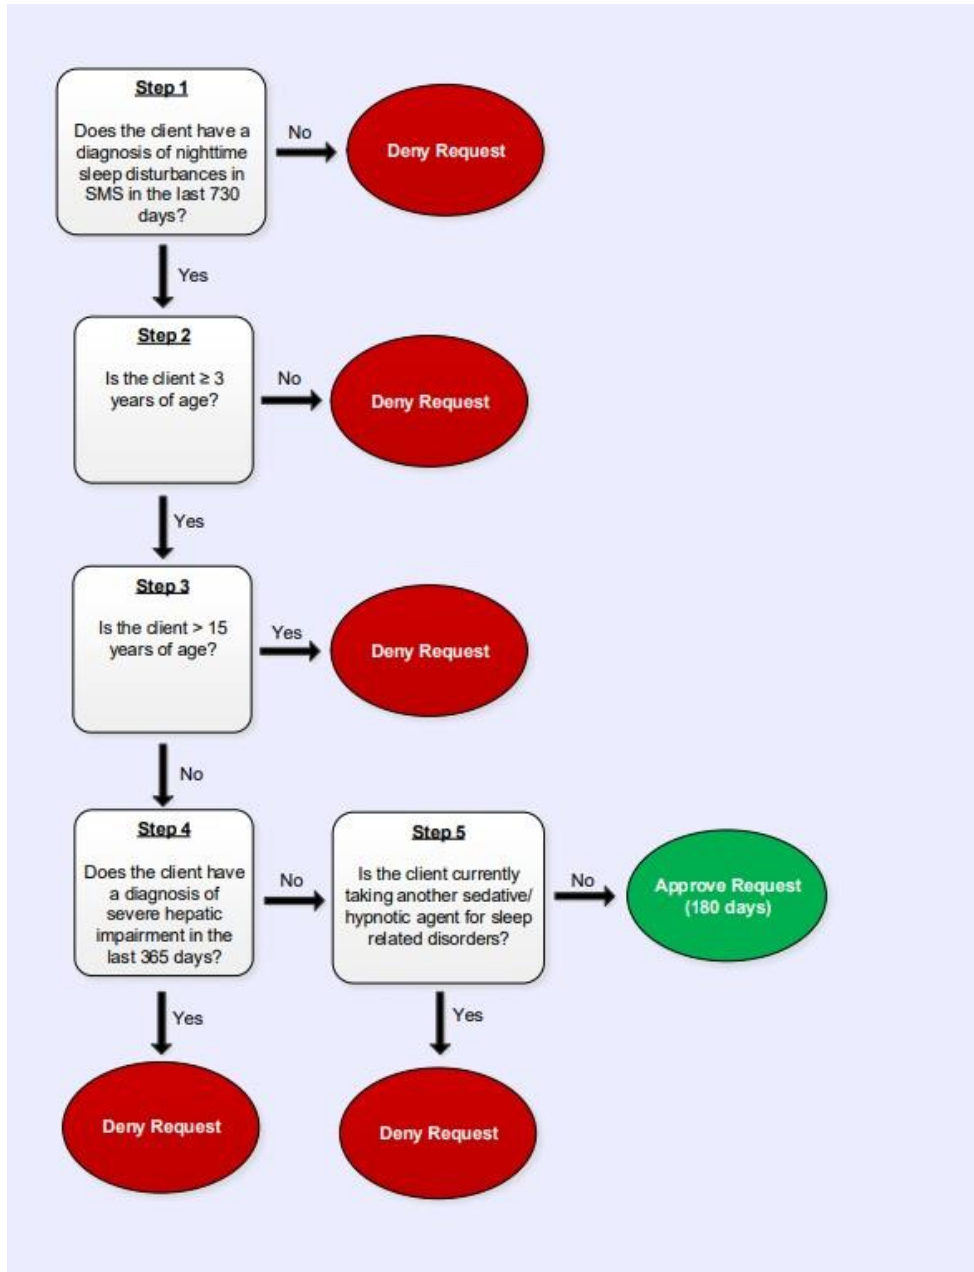 Step 1
Does the client have a
diagnosis of nighttime
sleep disturbances in
SMS in the last 730
days?
No
Deny Request
Yes
Step 2
Is the client ≥ 3
years of age?
No
Deny Request
Yes
Step 3
Is the client > 15
years of age?
Yes
Deny Request
No
Step 4
Does the client have
a diagnosis of
severe hepatic
impairment in the
last 365 days?
No
Step 5
Is the client currently
taking another sedative/
hypnotic agent for sleep
related disorders?
No
Approve Request
(180 days)
Yes
Yes
Deny Request
Deny Request